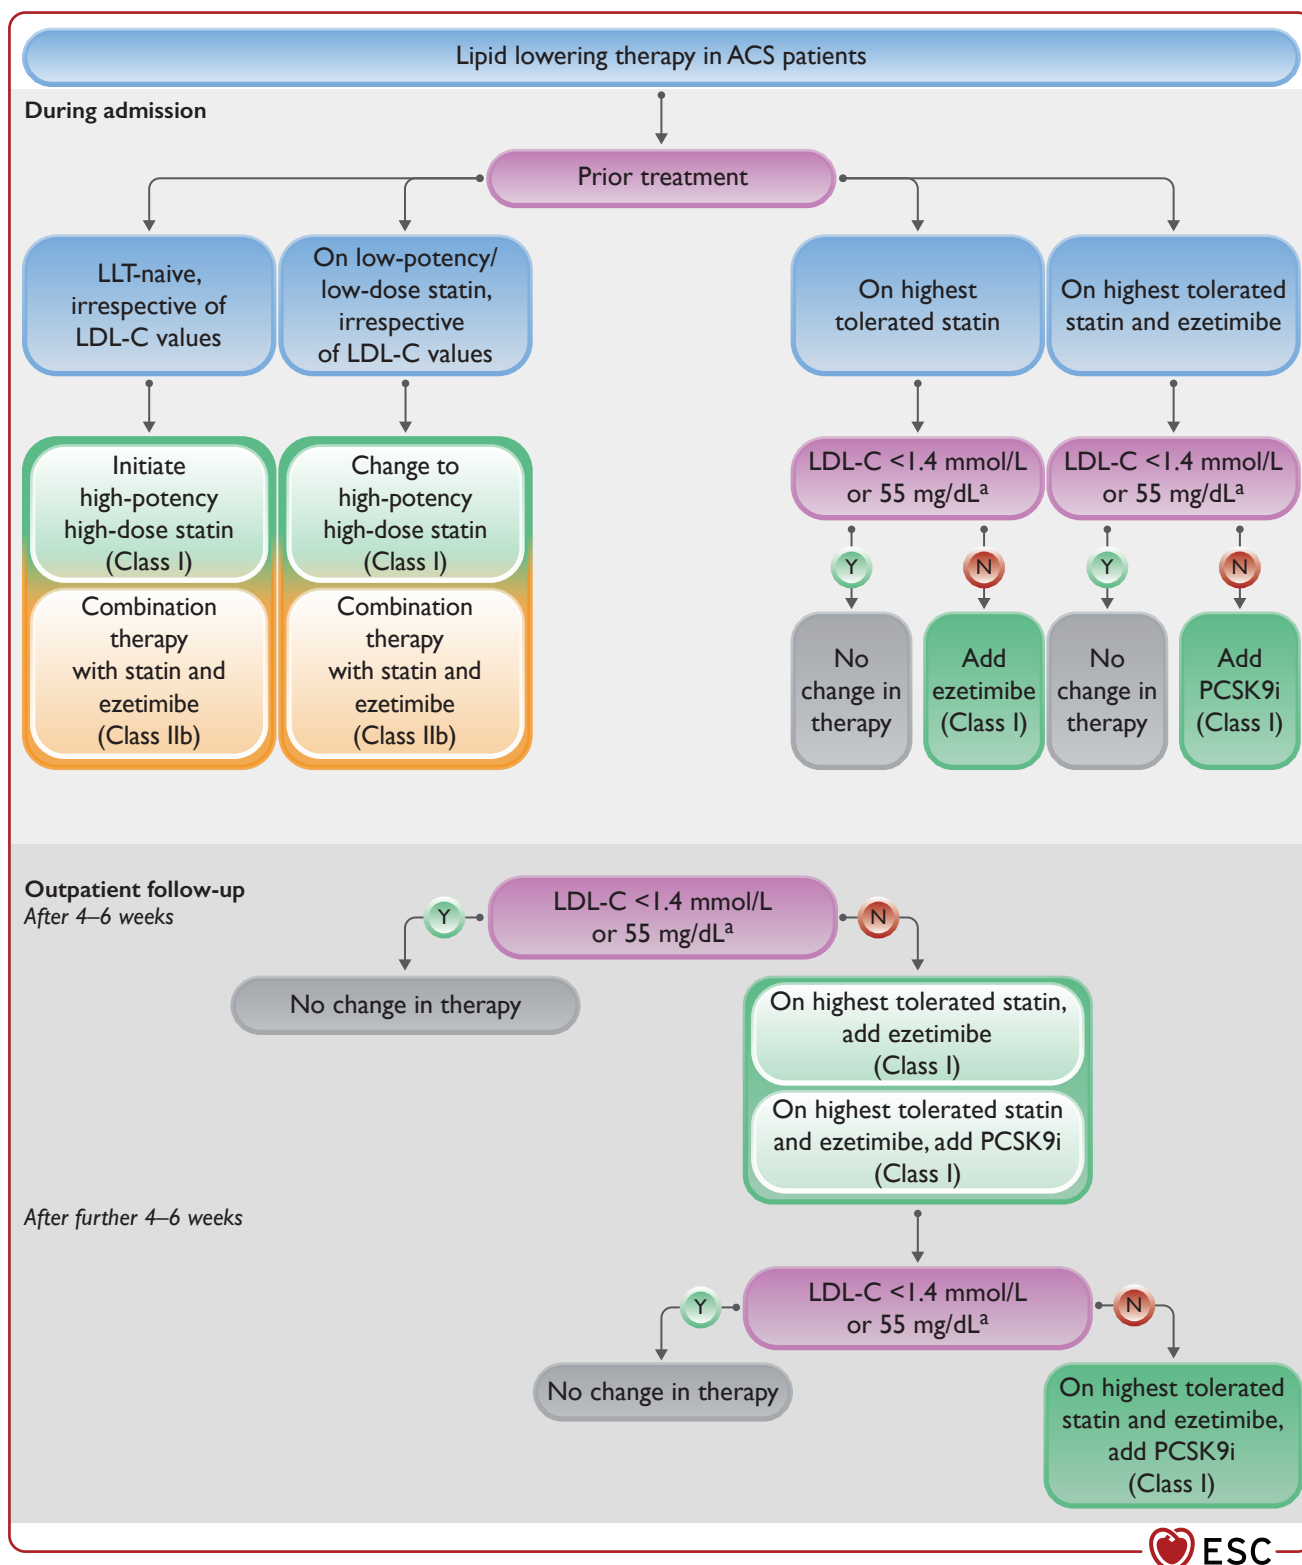 Lipid lowering therapy in ACS patients
During admission
Prior treatment
LLT-naive,
irrespective of
LDL-C values
On low-potency/
low-dose statin,
irrespective
of LDL-C values
On highest
tolerated statin
On highest tolerated
statin and ezetimibe
Initiate
high-potency
high-dose statin
(Class I)
Combination
therapy
with statin and
ezetimibe
(Class IIb)
Change to
high-potency
high-dose statin
(Class I)
Combination
therapy
with statin and
ezetimibe
(Class IIb)
LDL-C <1.4 mmol/L
or 55 mg/dLª
Y
N
No
change in
therapy
Add
ezetimibe
(Class I)
LDL-C <1.4 mmol/L
or 55 mg/dLª
Y
N
No
change in
therapy
Add
PCSK9i
(Class I)
Outpatient follow-up
After 4–6 weeks
LDL-C <1.4 mmol/L
or 55 mg/dLª
Y
N
No change in therapy
On highest tolerated statin,
add ezetimibe
(Class I)
On highest tolerated statin
and ezetimibe, add PCSK9i
(Class I)
After further 4–6 weeks
LDL-C <1.4 mmol/L
or 55 mg/dLª
Y
N
No change in therapy
On highest tolerated
statin and ezetimibe,
add PCSK9i
(Class I)
ESC